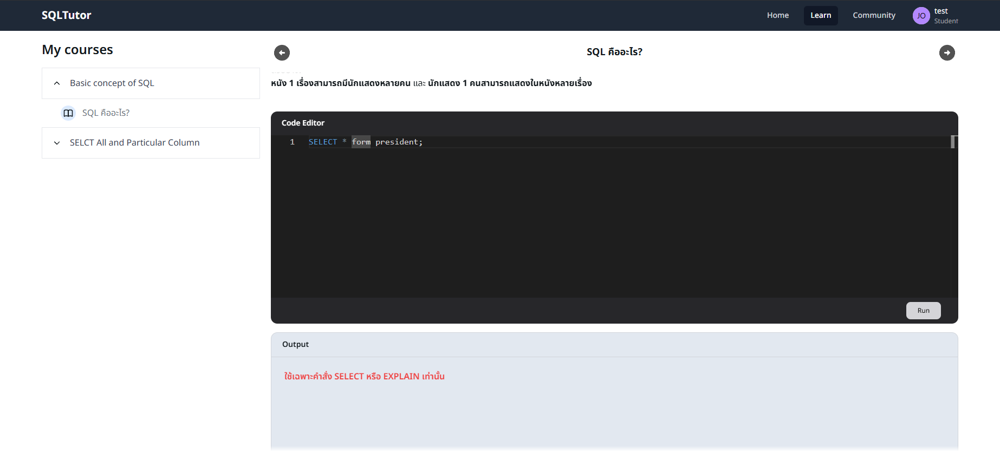 SQLTutor
Home
Learn
Community
JO
test
Student
My courses
Basic concept of SQL
SQL คืออะไร?
SELCT All and Particular Column
SQL คืออะไร?
หนัง 1 เรื่องสามารถมีนักแสดงหลายคน และ นักแสดง 1 คนสามารถแสดงในหนังหลายเรื่อง
Code Editor
1 SELECT * form president;
Run
Output
ใช้เฉพาะคำสั่ง SELECT หรือ EXPLAIN เท่านั้น